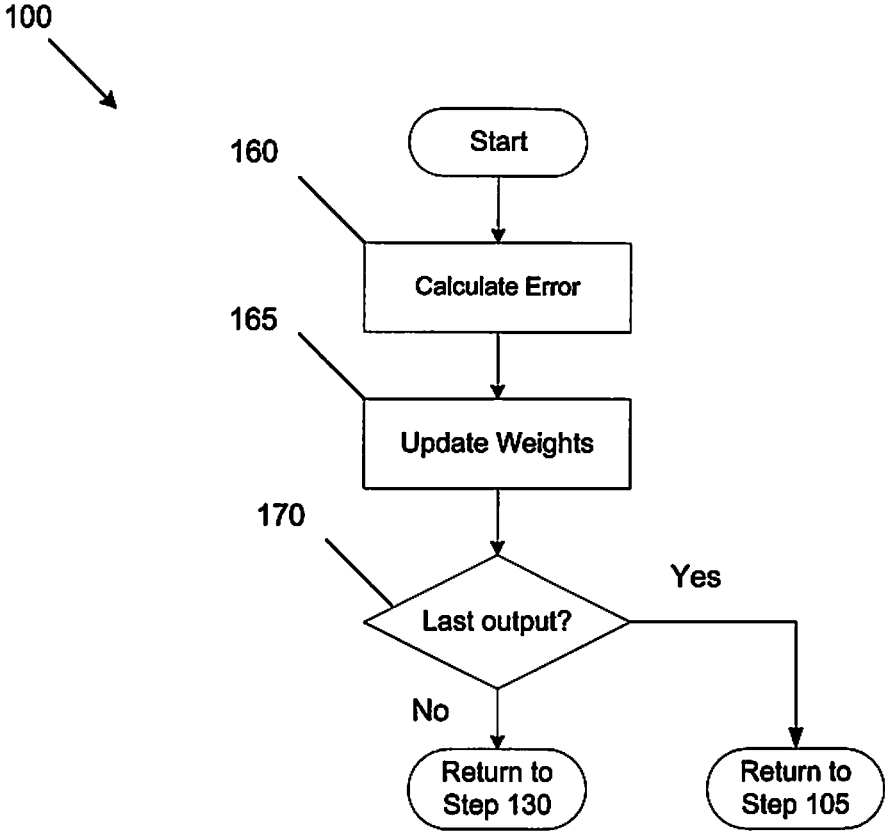 100
Start
160
Calculate Error
165
Update Weights
170
Last output?
Yes
No
Return to
Step 130
Return to
Step 105